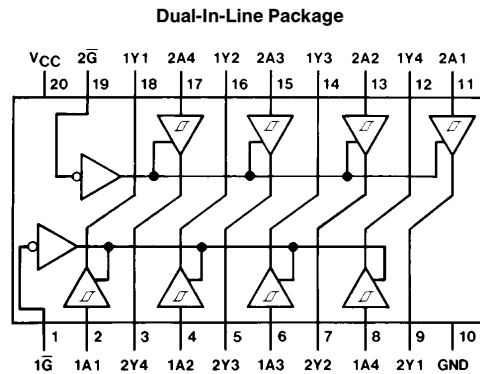 Dual-In-Line Package
VCC 2G̅ 1Y1 2A4 1Y2 2A3 1Y3 2A2 1Y4 2A1
20 19 18 17 16 15 14 13 12 11
1 2 3 4 5 6 7 8 9 10
1G̅ 1A1 2Y4 1A2 2Y3 1A3 2Y2 1A4 2Y1 GND